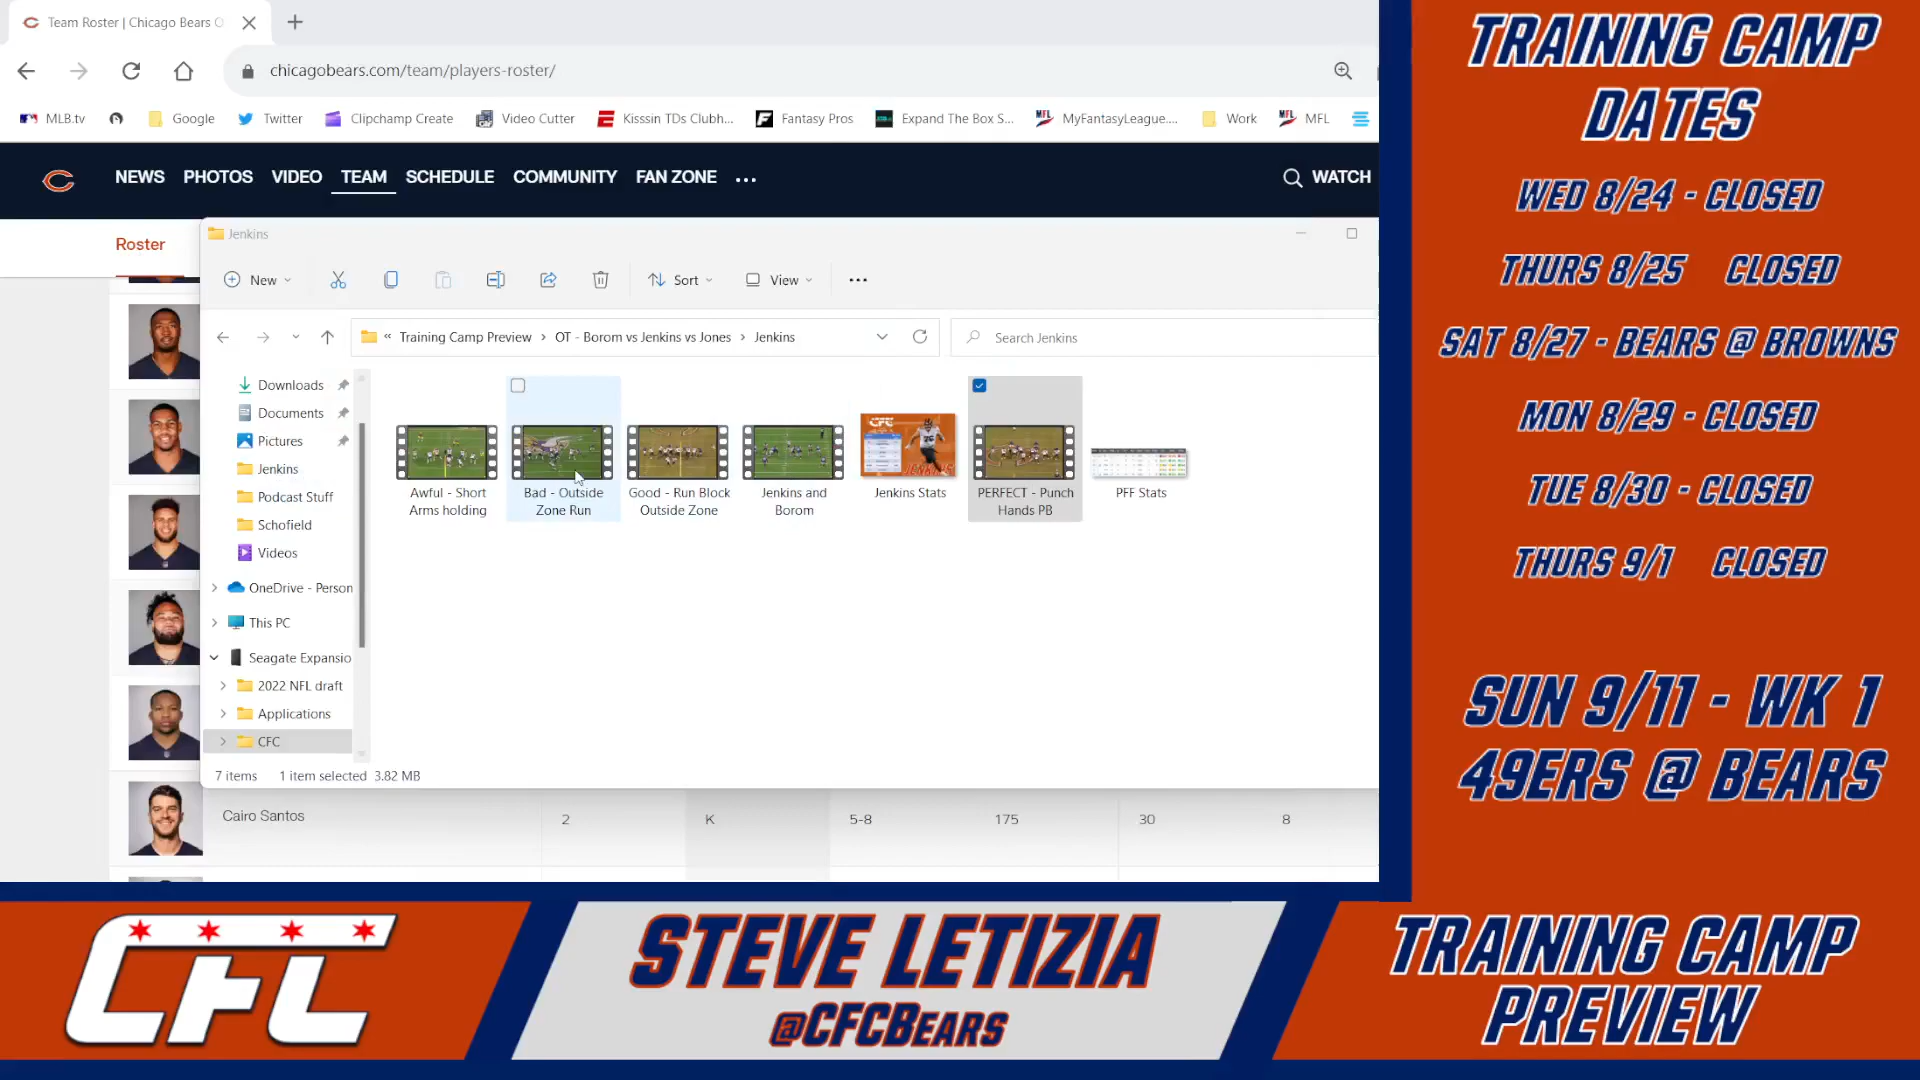 Team Roster | Chicago Bears O
chicagobears.com/team/players-roster/
MLB.tv
Google
Twitter
Clipchamp Create
Video Cutter
Kisssin TDs Clubh...
Fantasy Pros
Expand The Box S...
MyFantasyLeague....
Work
MFL
NEWS
PHOTOS
VIDEO
TEAM
SCHEDULE
COMMUNITY
FAN ZONE
...
WATCH
Roster
Jenkins
New
Sort
View
...
« Training Camp Preview › OT - Borom vs Jenkins vs Jones › Jenkins
Search Jenkins
Downloads
Documents
Pictures
Jenkins
Podcast Stuff
Schofield
Videos
OneDrive - Person
This PC
Seagate Expansio
2022 NFL draft
Applications
CFC
Awful - Short
Arms holding
Bad - Outside
Zone Run
Good - Run Block
Outside Zone
Jenkins and
Borom
Jenkins Stats
PERFECT - Punch
Hands PB
PFF Stats
7 items
1 item selected 3.82 MB
Cairo Santos
2
K
5-8
175
30
8
TRAINING CAMP
DATES
WED 8/24 - CLOSED
THURS 8/25 CLOSED
SAT 8/27 - BEARS @ BROWNS
MON 8/29 - CLOSED
TUE 8/30 - CLOSED
THURS 9/1 CLOSED
SUN 9/11 - WK 1
49ERS @ BEARS
CFC
STEVE LETIZIA
@CFCBEARS
TRAINING CAMP
PREVIEW